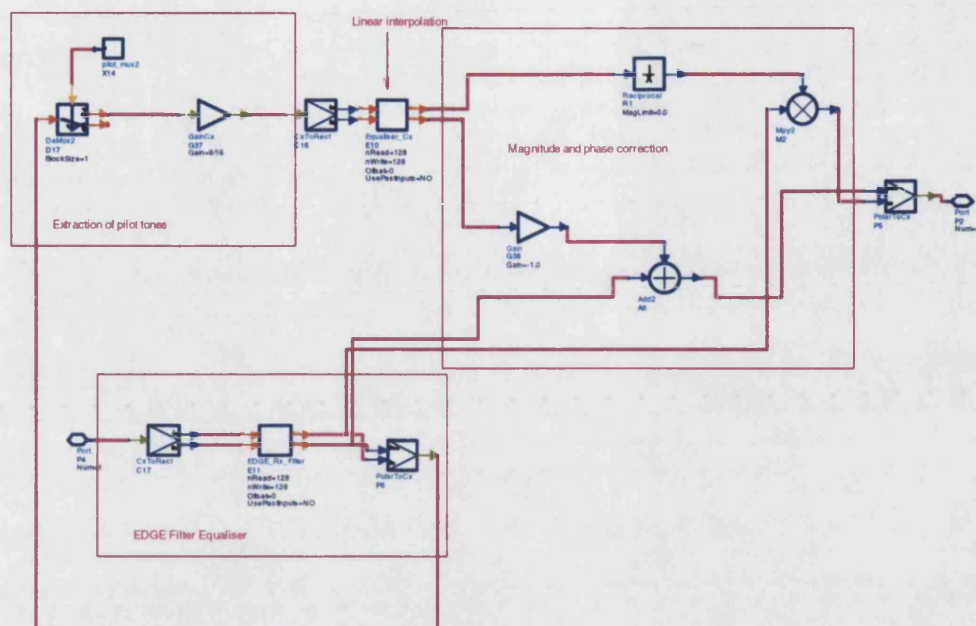 Linear interpolation
pilot_mux2
X14
DeMux2
D17
BlockSize=1
GainCx
G37
Gain=9/16
CxToRect
C16
Equaliser_Cx
E10
nRead=128
nWrite=128
Offset=0
UsePastInputs=NO
Extraction of pilot tones
Reciprocal
R1
MagLimit=0.0
Mpy2
M2
Magnitude and phase correction
Gain
G38
Gain=-1.0
Add2
A6
PolarToCx
P5
Port
P2
Port
P4
CxToRect
C17
EDGE_Rx_Filter
E11
nRead=128
nWrite=128
Offset=0
UsePastInputs=NO
PolarToCx
P6
EDGE Filter Equaliser